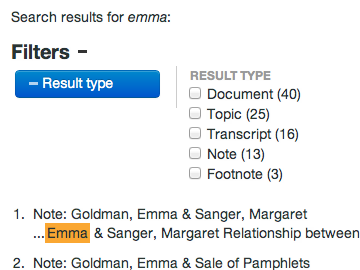 Search results for emma:
Filters –
– Result type
RESULT TYPE
Document (40)
Topic (25)
Transcript (16)
Note (13)
Footnote (3)
1. Note: Goldman, Emma & Sanger, Margaret
...Emma & Sanger, Margaret Relationship between
2. Note: Goldman, Emma & Sale of Pamphlets